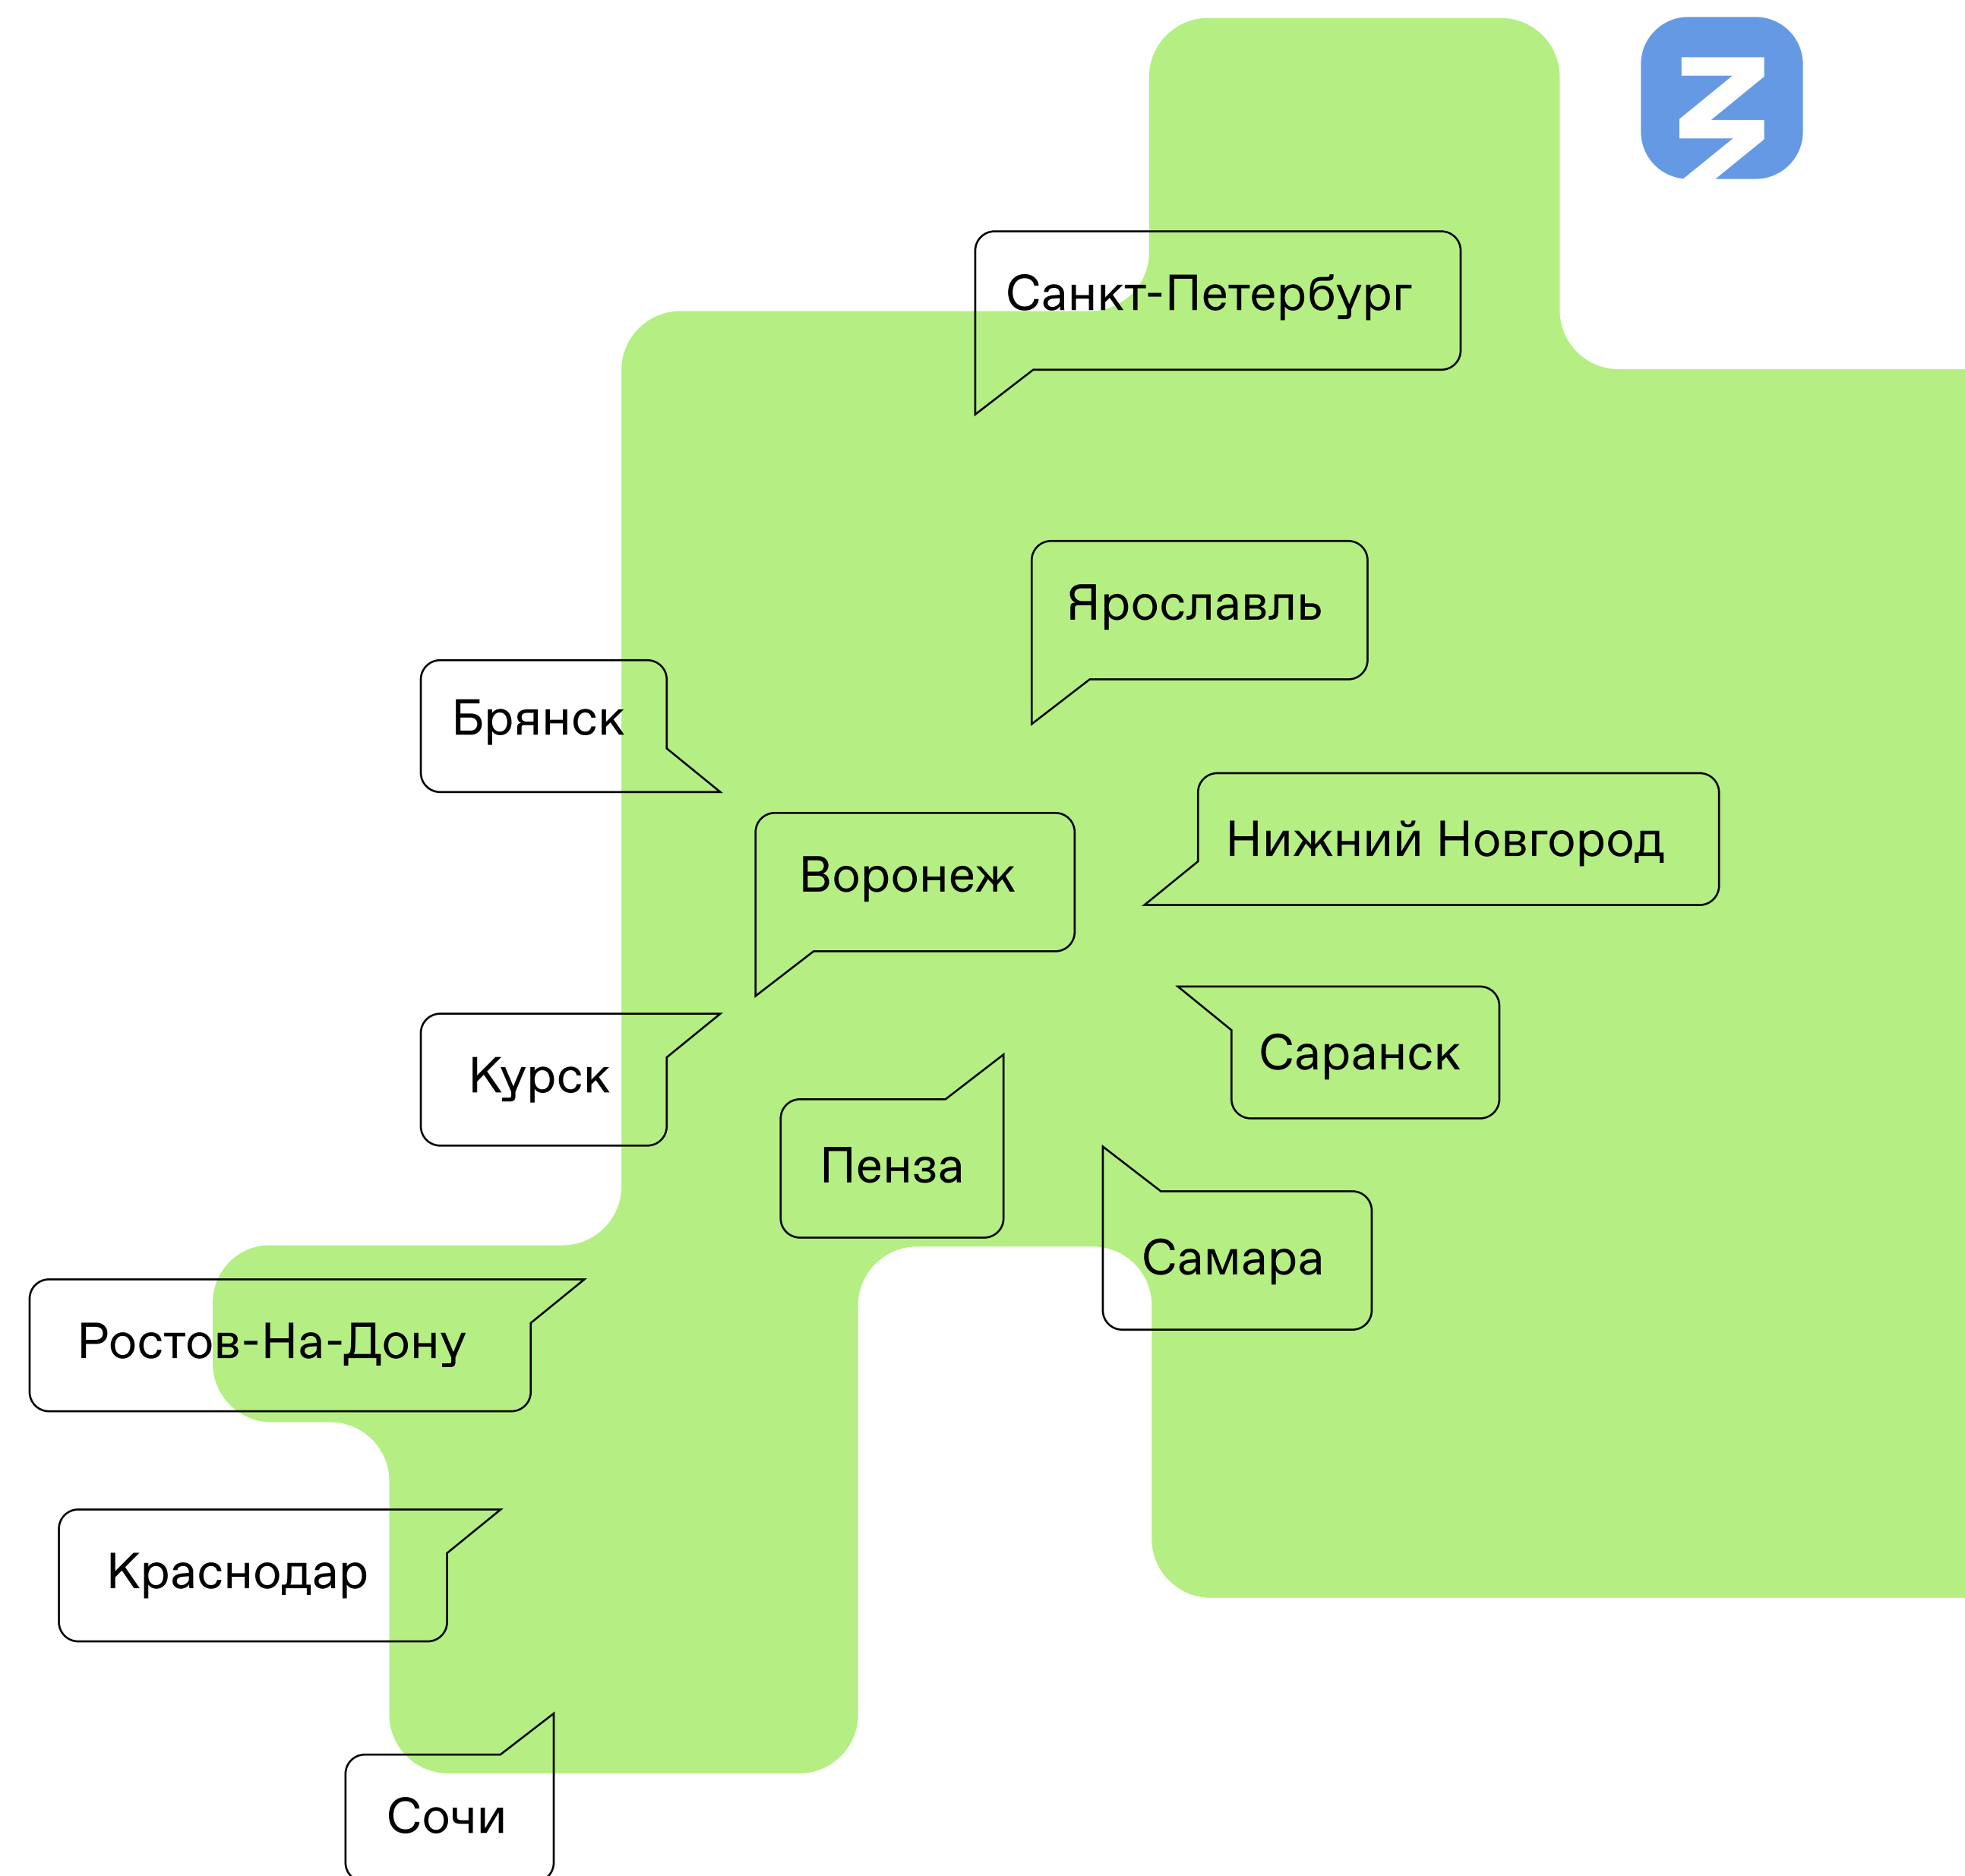 Санкт-Петербург
Ярославль
Брянск
Нижний Новгород
Воронеж
Саранск
Курск
Пенза
Самара
Ростов-На-Дону
Краснодар
Сочи